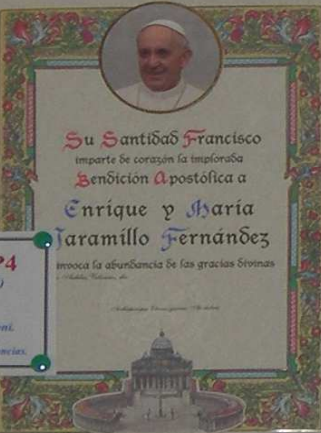 Su Santidad Francisco
imparte de corazón la implorada
Bendición Apostólica a
Enrique y María
Jaramillo Fernández
invoca la abundancia de las gracias divinas
4